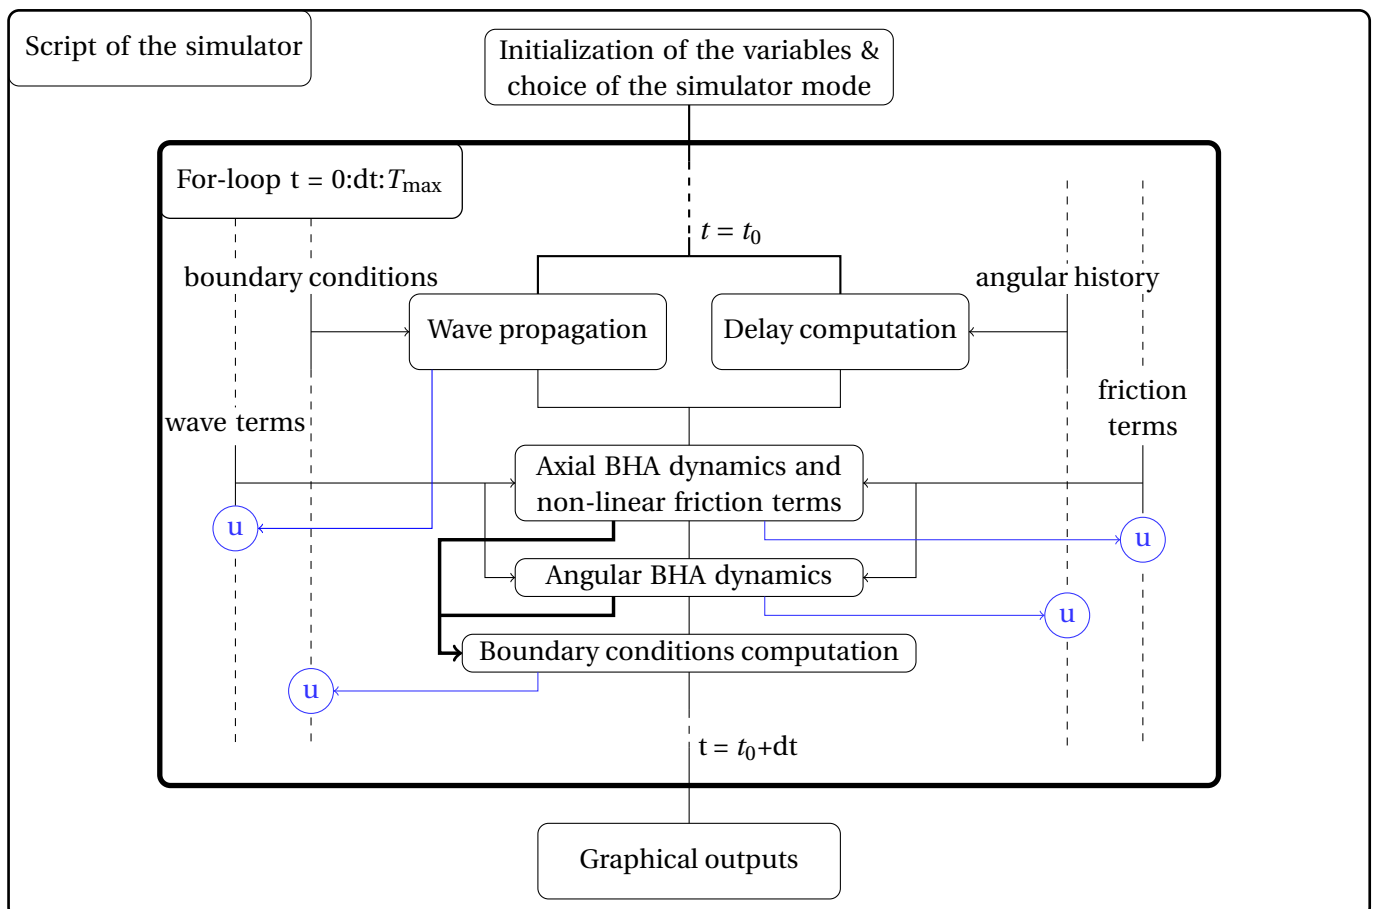 Script of the simulator
Initialization of the variables &
choice of the simulator mode
For-loop t = 0:dt:Tmax
t = t0
boundary conditions
angular history
Wave propagation
Delay computation
friction
terms
wave terms
Axial BHA dynamics and
non-linear friction terms
u
u
Angular BHA dynamics
u
Boundary conditions computation
u
t = t0+dt
Graphical outputs